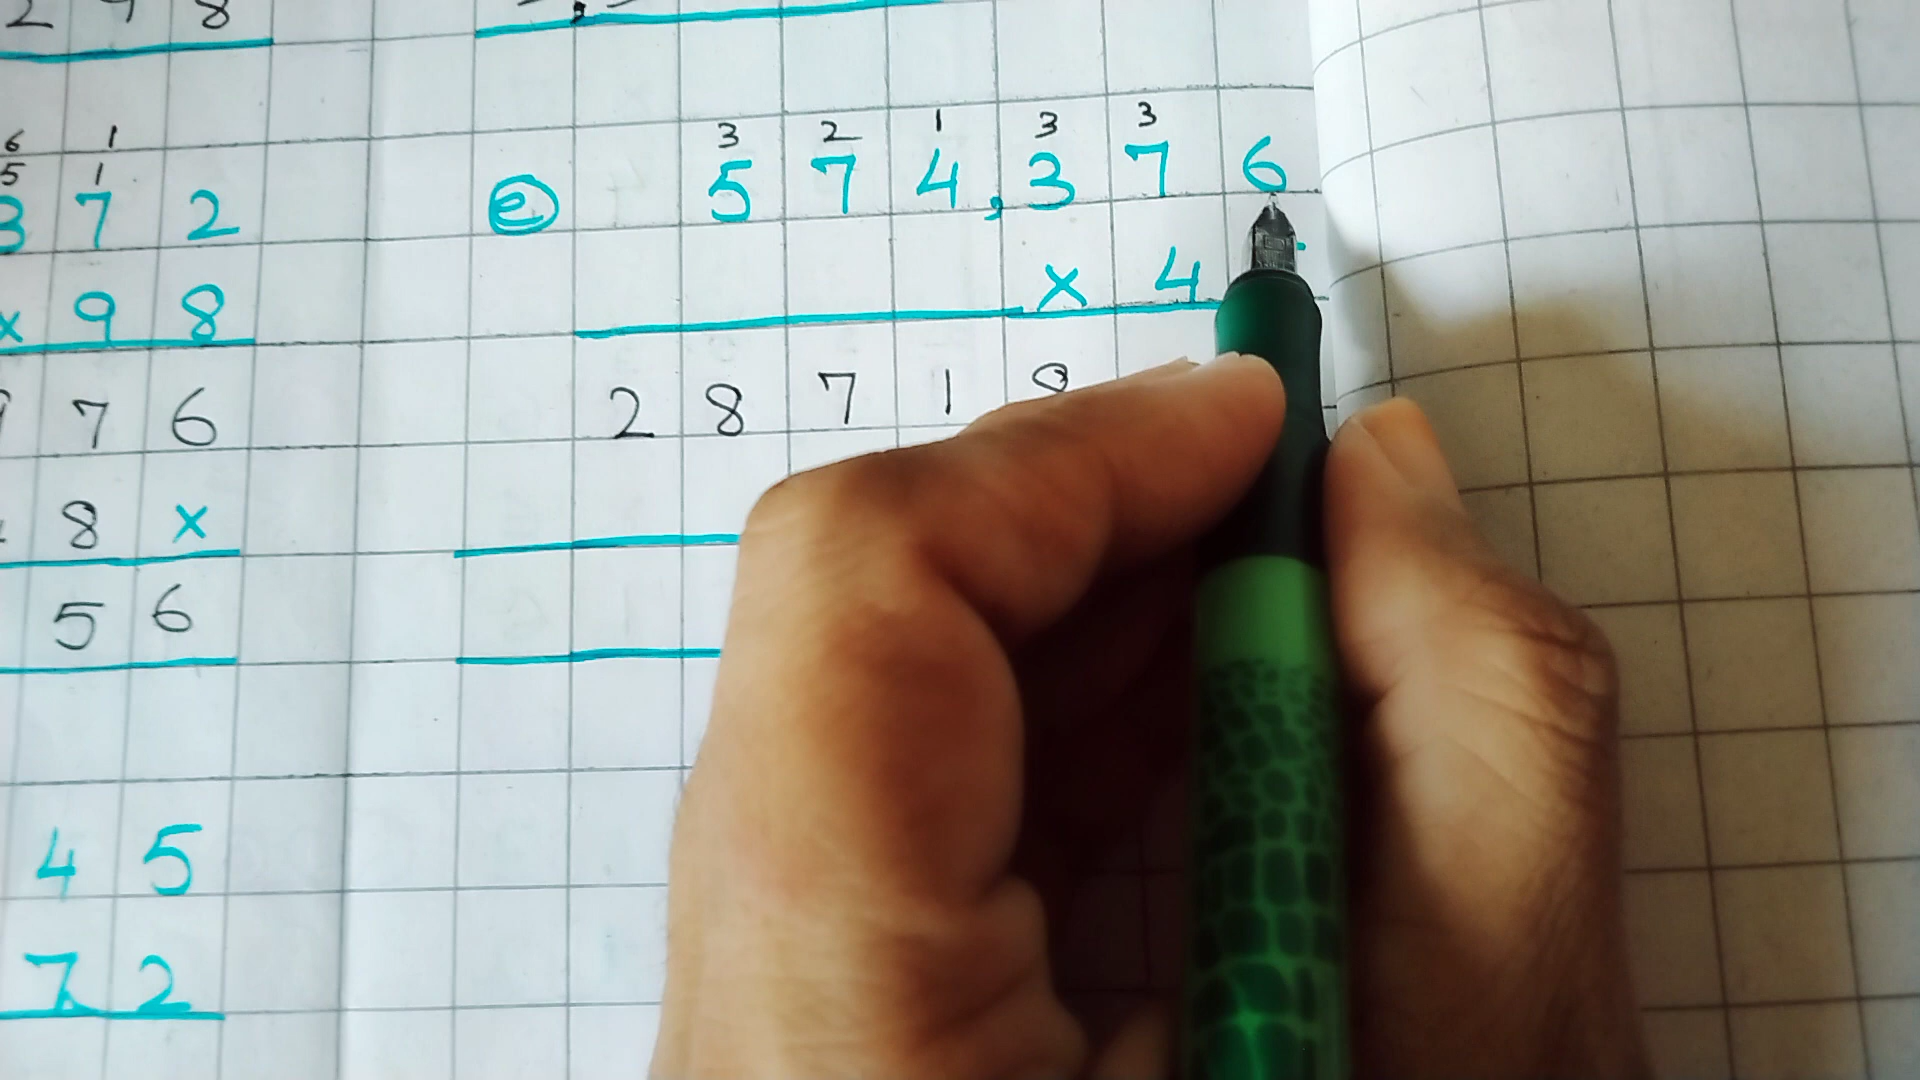 2 9 8
6 1
5 1
3 7 2
x 9 8
7 6
8 x
5 6
4 5
7 2
3 2 1 3 3
e 5 7 4 , 3 7 6
x 4
2 8 7 1 8